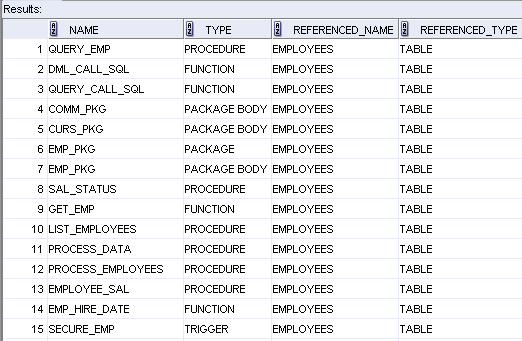 Results:
NAME TYPE REFERENCED_NAME REFERENCED_TYPE
1 QUERY_EMP PROCEDURE EMPLOYEES TABLE
2 DML_CALL_SQL FUNCTION EMPLOYEES TABLE
3 QUERY_CALL_SQL FUNCTION EMPLOYEES TABLE
4 COMM_PKG PACKAGE BODY EMPLOYEES TABLE
5 CURS_PKG PACKAGE BODY EMPLOYEES TABLE
6 EMP_PKG PACKAGE EMPLOYEES TABLE
7 EMP_PKG PACKAGE BODY EMPLOYEES TABLE
8 SAL_STATUS PROCEDURE EMPLOYEES TABLE
9 GET_EMP FUNCTION EMPLOYEES TABLE
10 LIST_EMPLOYEES PROCEDURE EMPLOYEES TABLE
11 PROCESS_DATA PROCEDURE EMPLOYEES TABLE
12 PROCESS_EMPLOYEES PROCEDURE EMPLOYEES TABLE
13 EMPLOYEE_SAL PROCEDURE EMPLOYEES TABLE
14 EMP_HIRE_DATE FUNCTION EMPLOYEES TABLE
15 SECURE_EMP TRIGGER EMPLOYEES TABLE